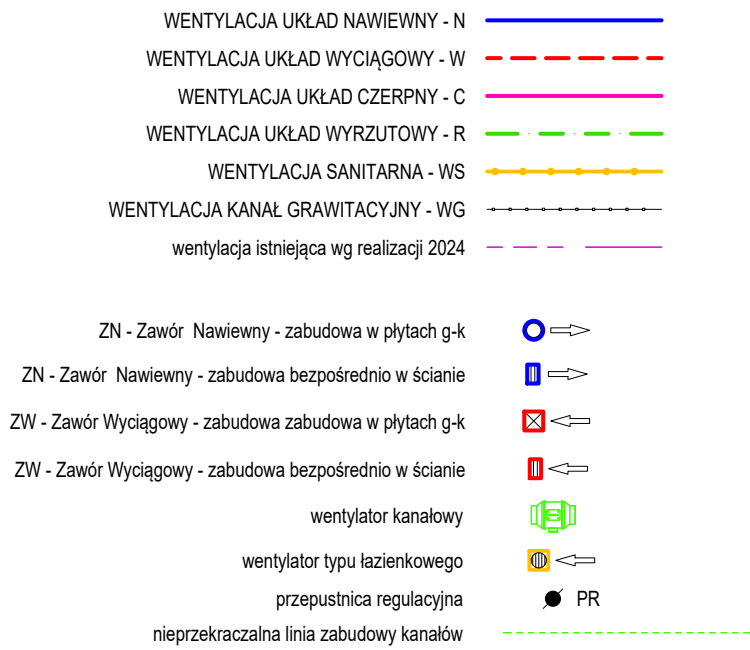 WENTYLACJA UKŁAD NAWIEWNY - N
WENTYLACJA UKŁAD WYCIĄGOWY - W
WENTYLACJA UKŁAD CZERPNY - C
WENTYLACJA UKŁAD WYRZUTOWY - R
WENTYLACJA SANITARNA - WS
WENTYLACJA KANAŁ GRAWITACYJNY - WG
wentylacja istniejąca wg realizacji 2024
ZN - Zawór Nawiewny - zabudowa w płytach g-k
ZN - Zawór Nawiewny - zabudowa bezpośrednio w ścianie
ZW - Zawór Wyciągowy - zabudowa zabudowa w płytach g-k
ZW - Zawór Wyciągowy - zabudowa bezpośrednio w ścianie
wentylator kanałowy
wentylator typu łazienkowego
przepustnica regulacyjna PR
nieprzekraczalna linia zabudowy kanałów